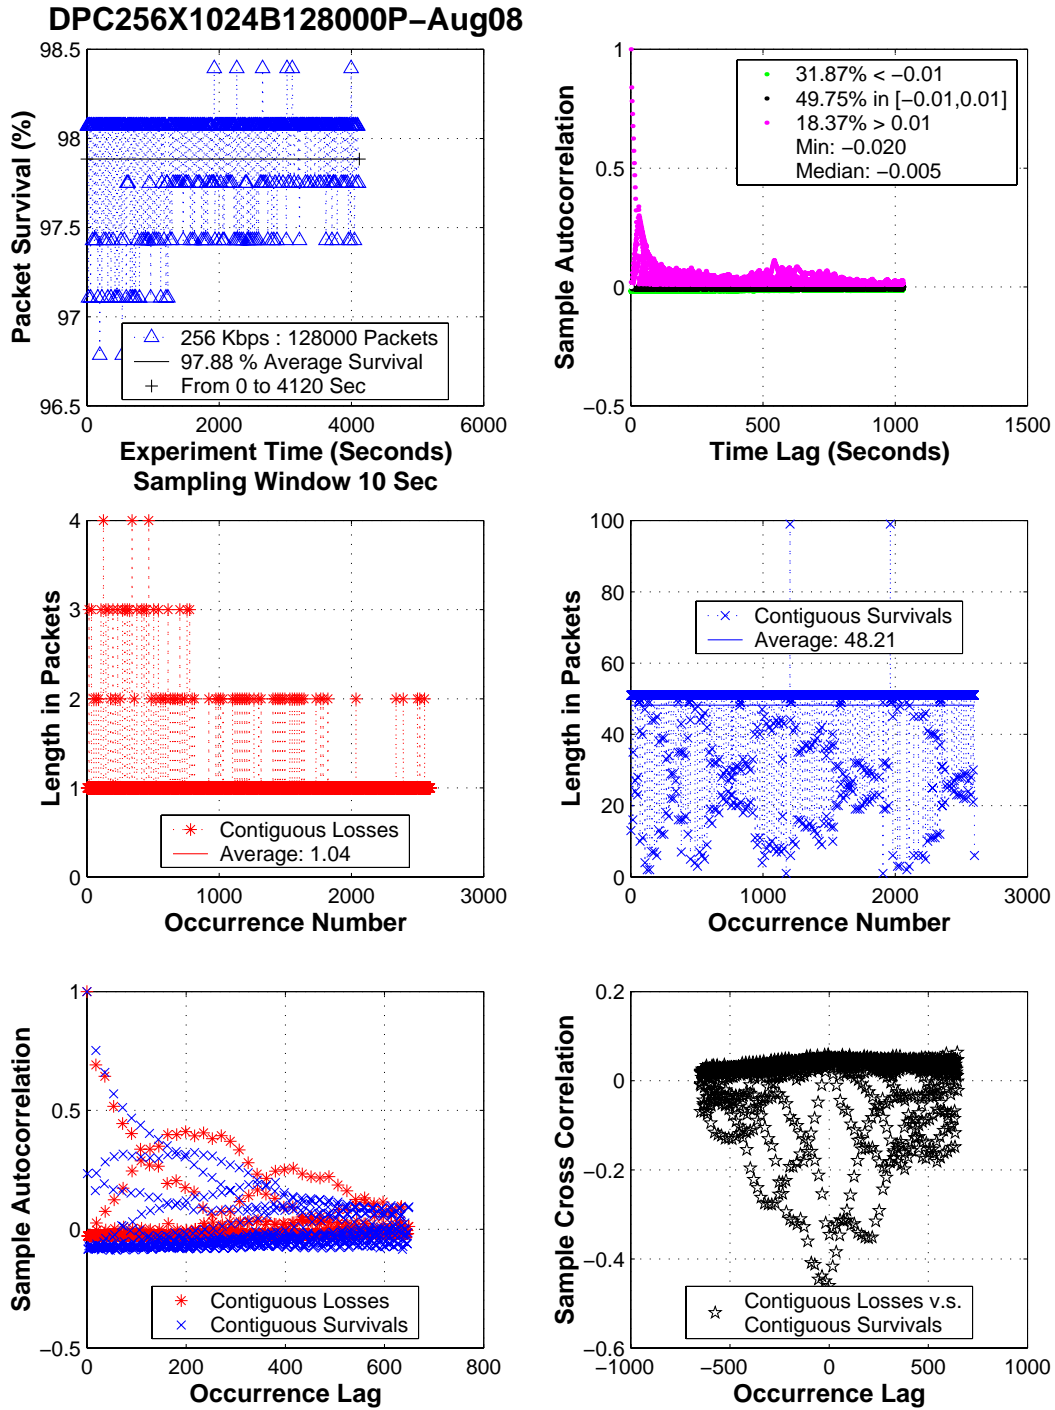 DPC256X1024B128000P−Aug08
98.5
98
97.5
97
96.5
Packet Survival (%)
256 Kbps : 128000 Packets
97.88 % Average Survival
From 0 to 4120 Sec
0 2000 4000 6000
Experiment Time (Seconds)
Sampling Window 10 Sec
1
0.5
0
−0.5
Sample Autocorrelation
31.87% < −0.01
49.75% in [−0.01,0.01]
18.37% > 0.01
Min: −0.020
Median: −0.005
0 500 1000 1500
Time Lag (Seconds)
4
3
2
1
0
Length in Packets
Contiguous Losses
Average: 1.04
0 1000 2000 3000
Occurrence Number
100
80
60
40
20
0
Length in Packets
Contiguous Survivals
Average: 48.21
0 1000 2000 3000
Occurrence Number
1
0.5
0
−0.5
Sample Autocorrelation
Contiguous Losses
Contiguous Survivals
0 200 400 600 800
Occurrence Lag
0.2
0
−0.2
−0.4
−0.6
Sample Cross Correlation
Contiguous Losses v.s.
Contiguous Survivals
−1000 −500 0 500 1000
Occurrence Lag